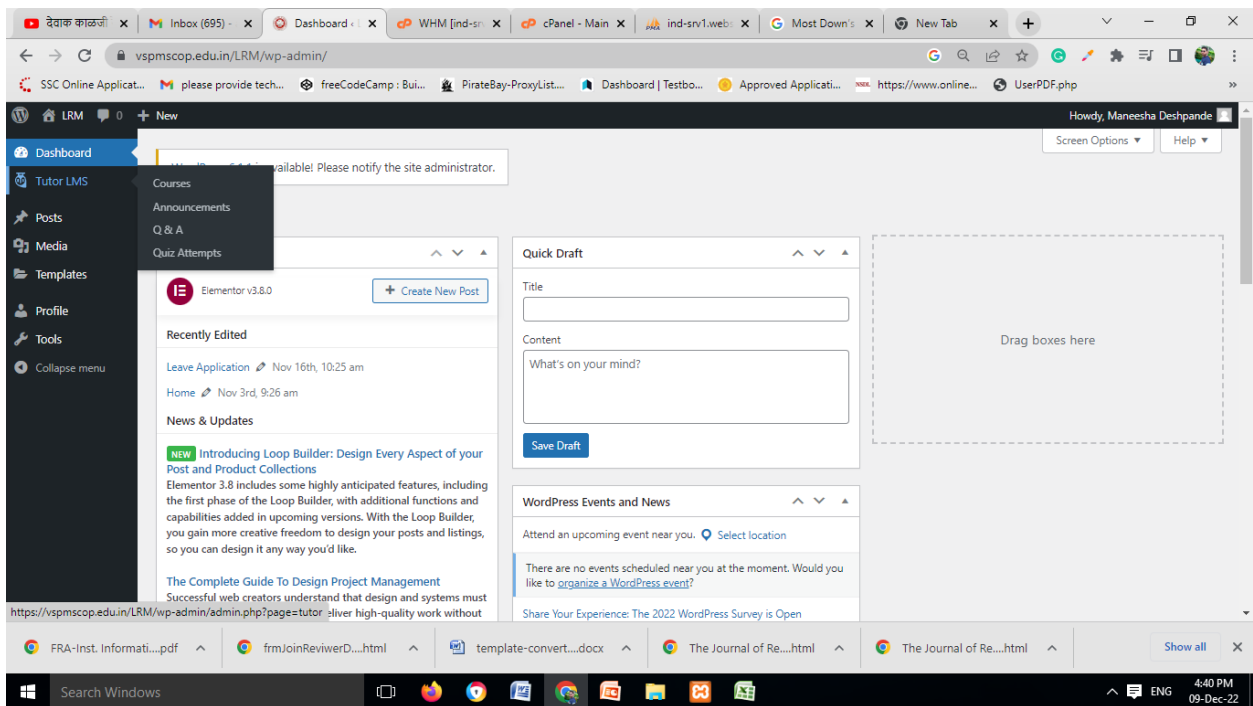 देवाक काळजी
Inbox (695) -
Dashboard ‹ L
WHM [ind-srv
cPanel - Main
ind-srv1.webs
Most Down's
New Tab
vspmscop.edu.in/LRM/wp-admin/
SSC Online Applicat...
please provide tech...
freeCodeCamp : Bui...
PirateBay-ProxyList....
Dashboard | Testbo...
Approved Applicati...
https://www.online...
UserPDF.php
»
LRM
0
New
Howdy, Maneesha Deshpande
Screen Options
Help
Dashboard
Tutor LMS
Posts
Media
Templates
Profile
Tools
Collapse menu
Courses
Announcements
Q & A
Quiz Attempts
vailable! Please notify the site administrator.
Elementor v3.8.0
+ Create New Post
Recently Edited
Leave Application Nov 16th, 10:25 am
Home Nov 3rd, 9:26 am
News & Updates
NEW Introducing Loop Builder: Design Every Aspect of your
Post and Product Collections
Elementor 3.8 includes some highly anticipated features, including
the first phase of the Loop Builder, with additional functions and
capabilities added in upcoming versions. With the Loop Builder,
you gain more creative freedom to design your posts and listings,
so you can design it any way you'd like.
The Complete Guide To Design Project Management
Successful web creators understand that design and systems must
eliver high-quality work without
Quick Draft
Title
Content
What's on your mind?
Save Draft
WordPress Events and News
Attend an upcoming event near you. Select location
There are no events scheduled near you at the moment. Would you
like to organize a WordPress event?
Share Your Experience: The 2022 WordPress Survey is Open
Drag boxes here
https://vspmscop.edu.in/LRM/wp-admin/admin.php?page=tutor
FRA-Inst. Informati....pdf
frmJoinReviwerD....html
template-convert....docx
The Journal of Re....html
The Journal of Re....html
Show all
Search Windows
ENG
4:40 PM
09-Dec-22